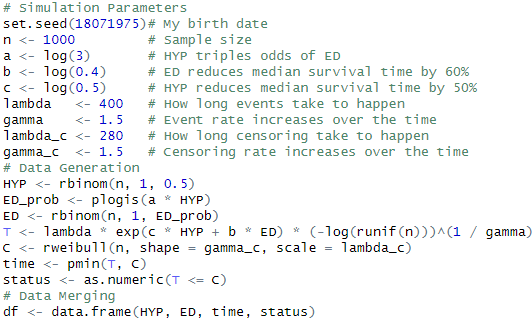 # Simulation Parameters
set.seed(18071975)# My birth date
n <- 1000 # Sample size
a <- log(3) # HYP triples odds of ED
b <- log(0.4) # ED reduces median survival time by 60%
c <- log(0.5) # HYP reduces median survival time by 50%
lambda <- 400 # How long events take to happen
gamma <- 1.5 # Event rate increases over the time
lambda_c <- 280 # How long censoring take to happen
gamma_c <- 1.5 # Censoring rate increases over the time
# Data Generation
HYP <- rbinom(n, 1, 0.5)
ED_prob <- plogis(a * HYP)
ED <- rbinom(n, 1, ED_prob)
T <- lambda * exp(c * HYP + b * ED) * (-log(runif(n)))^(1 / gamma)
C <- rweibull(n, shape = gamma_c, scale = lambda_c)
time <- pmin(T, C)
status <- as.numeric(T <= C)
# Data Merging
df <- data.frame(HYP, ED, time, status)